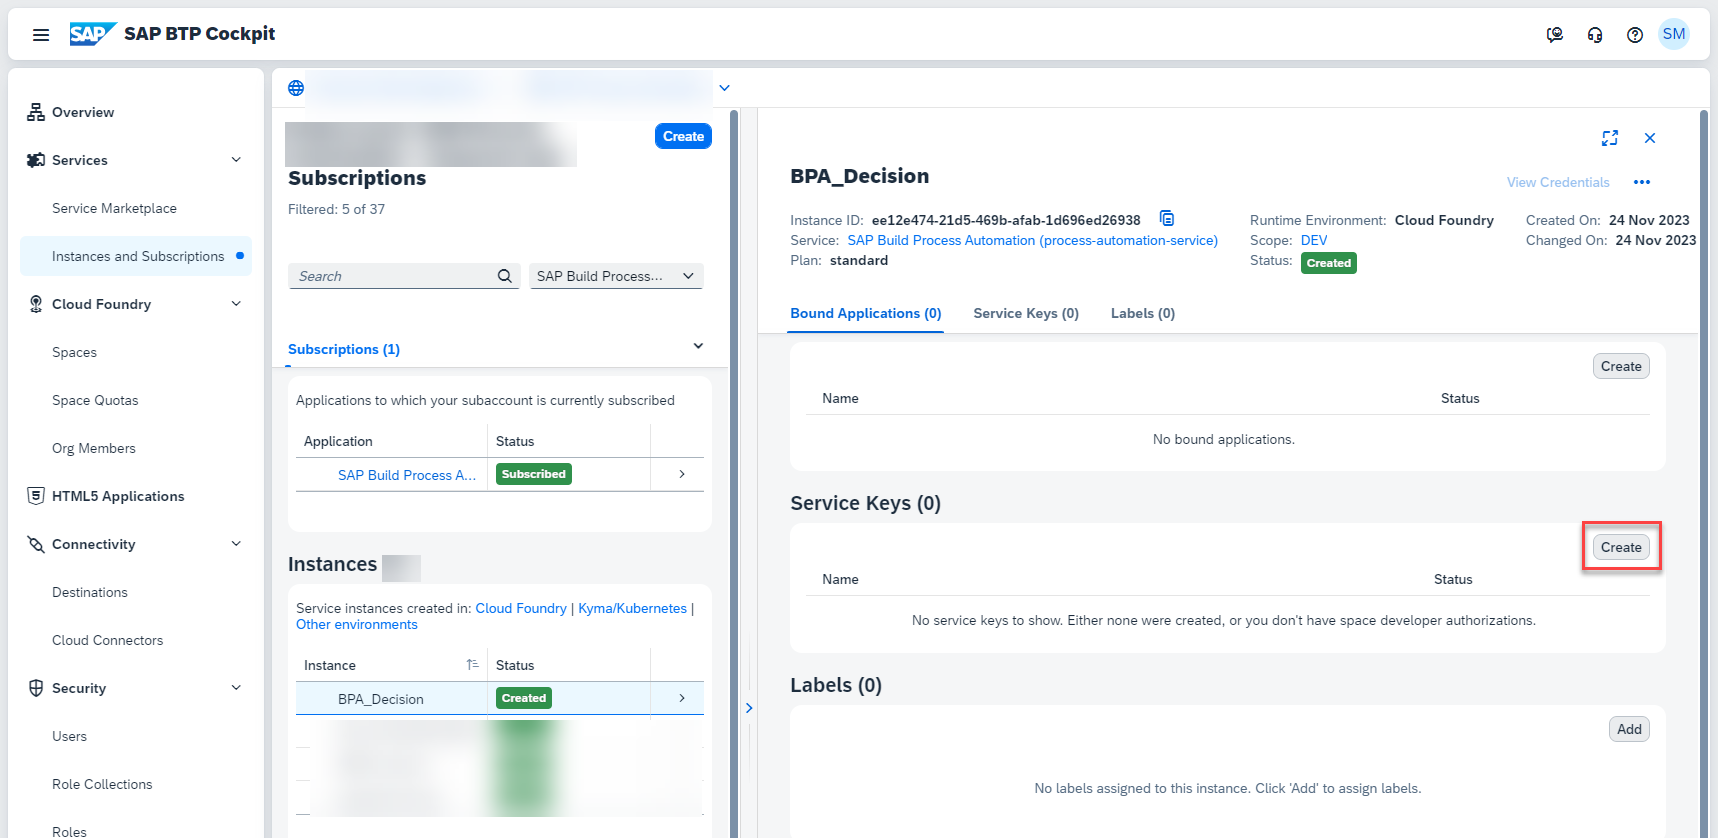 SAP SAP BTP Cockpit
SM
Overview
Services
Service Marketplace
Instances and Subscriptions
Cloud Foundry
Spaces
Space Quotas
Org Members
HTML5 Applications
Connectivity
Destinations
Cloud Connectors
Security
Users
Role Collections
Roles
Create
Subscriptions
Filtered: 5 of 37
Search
SAP Build Process...
Subscriptions (1)
Applications to which your subaccount is currently subscribed
Application Status
SAP Build Process A... Subscribed
Instances
Service instances created in: Cloud Foundry | Kyma/Kubernetes |
Other environments
Instance Status
BPA_Decision Created
BPA_Decision
View Credentials
Instance ID: ee12e474-21d5-469b-afab-1d696ed26938
Service: SAP Build Process Automation (process-automation-service)
Plan: standard
Runtime Environment: Cloud Foundry
Scope: DEV
Status: Created
Created On: 24 Nov 2023
Changed On: 24 Nov 2023
Bound Applications (0) Service Keys (0) Labels (0)
Create
Name Status
No bound applications.
Service Keys (0)
Create
Name Status
No service keys to show. Either none were created, or you don't have space developer authorizations.
Labels (0)
Add
No labels assigned to this instance. Click 'Add' to assign labels.